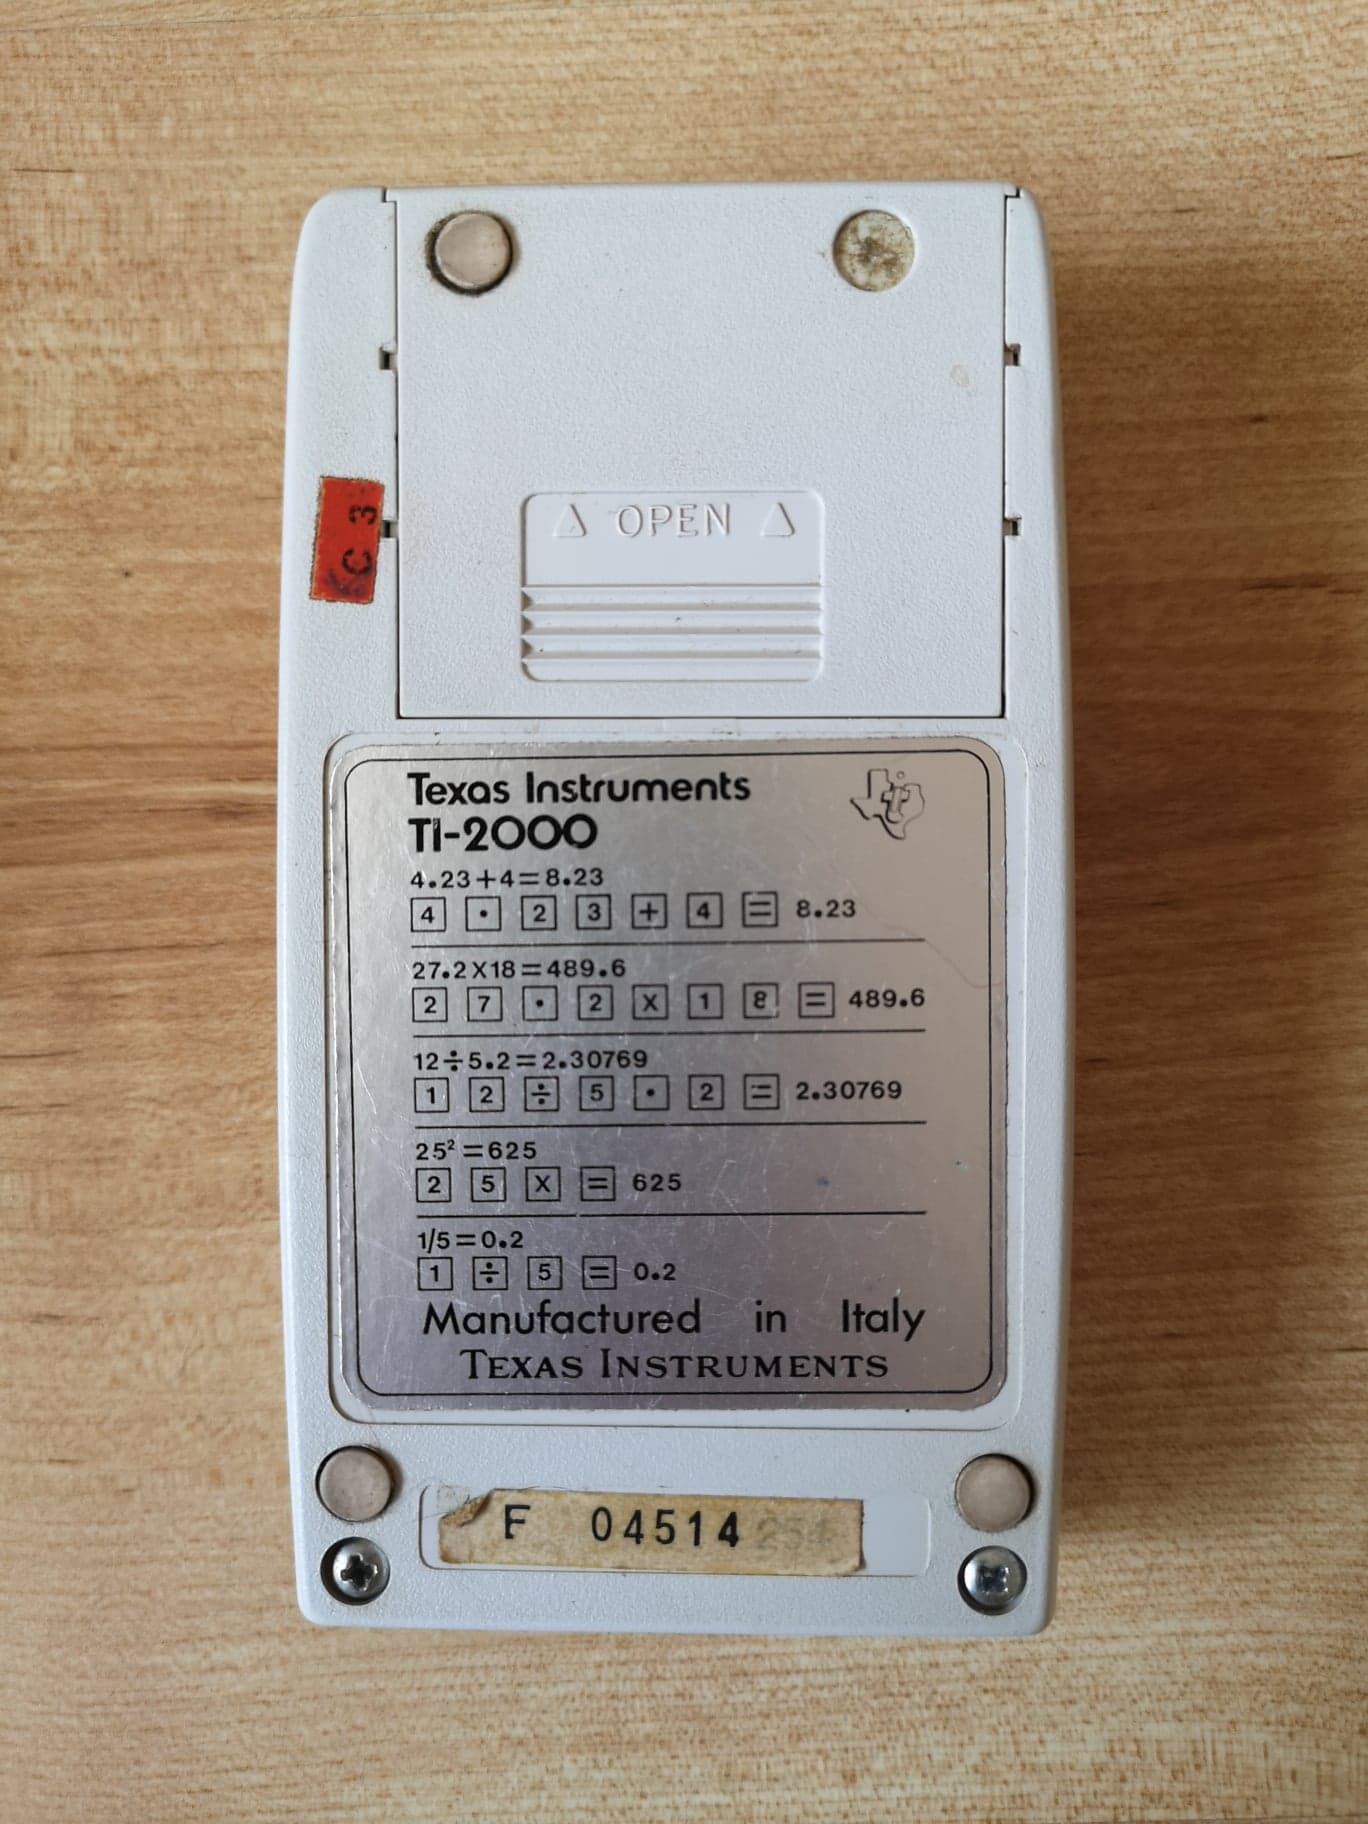 C 3
OPEN
Texas Instruments
TI-2000
4.23+4=8.23
4 . 2 3 + 4 = 8.23
27.2X18=489.6
2 7 . 2 X 1 8 = 489.6
12÷5.2=2.30769
1 2 ÷ 5 . 2 = 2.30769
25²=625
2 5 X = 625
1/5=0.2
1 ÷ 5 = 0.2
Manufactured in Italy
TEXAS INSTRUMENTS
F 04514